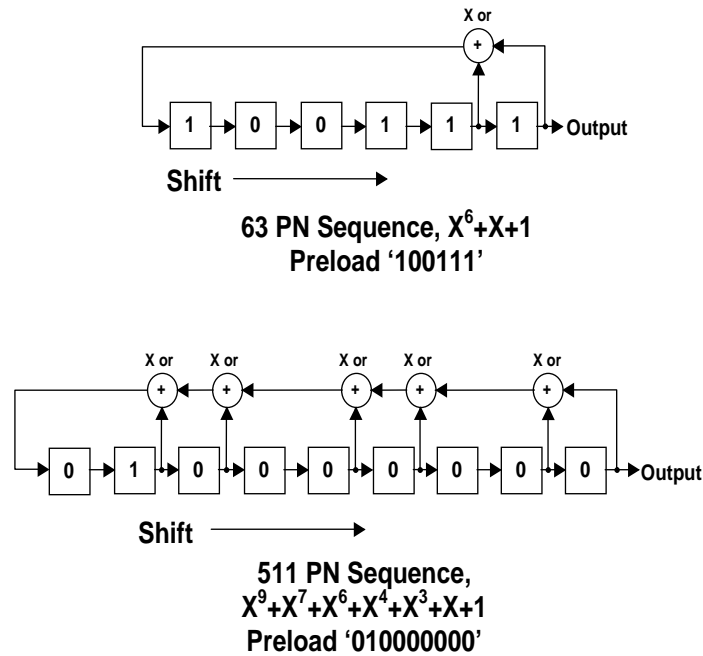 X or
+
1 0 0 1 1 1 Output
Shift
63 PN Sequence, X⁶+X+1
Preload ‘100111’
X or X or X or X or X or
+ + + + +
0 1 0 0 0 0 0 0 0 Output
Shift
511 PN Sequence,
X⁹+X⁷+X⁶+X⁴+X³+X+1
Preload ‘010000000’